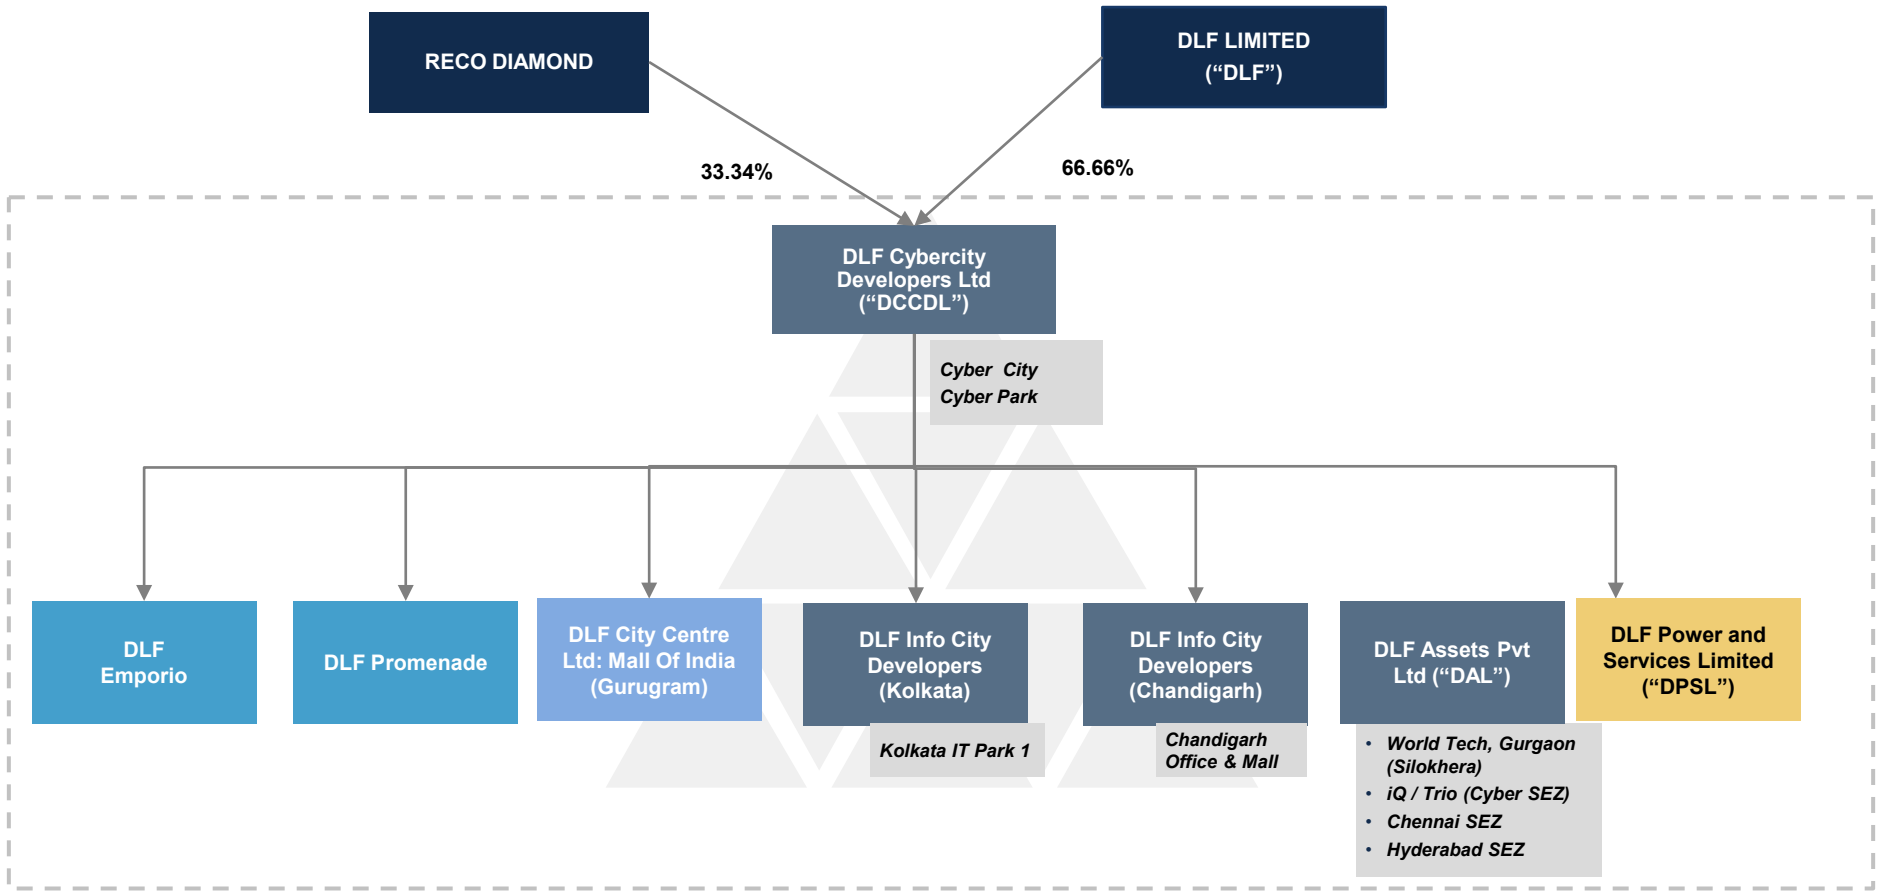 RECO DIAMOND
DLF LIMITED
(“DLF”)
33.34%
66.66%
DLF Cybercity
Developers Ltd
(“DCCDL”)
Cyber City
Cyber Park
DLF
Emporio
DLF Promenade
DLF City Centre
Ltd: Mall Of India
(Gurugram)
DLF Info City
Developers
(Kolkata)
Kolkata IT Park 1
DLF Info City
Developers
(Chandigarh)
Chandigarh
Office & Mall
DLF Assets Pvt
Ltd (“DAL”)
• World Tech, Gurgaon
(Silokhera)
• iQ / Trio (Cyber SEZ)
• Chennai SEZ
• Hyderabad SEZ
DLF Power and
Services Limited
(“DPSL”)